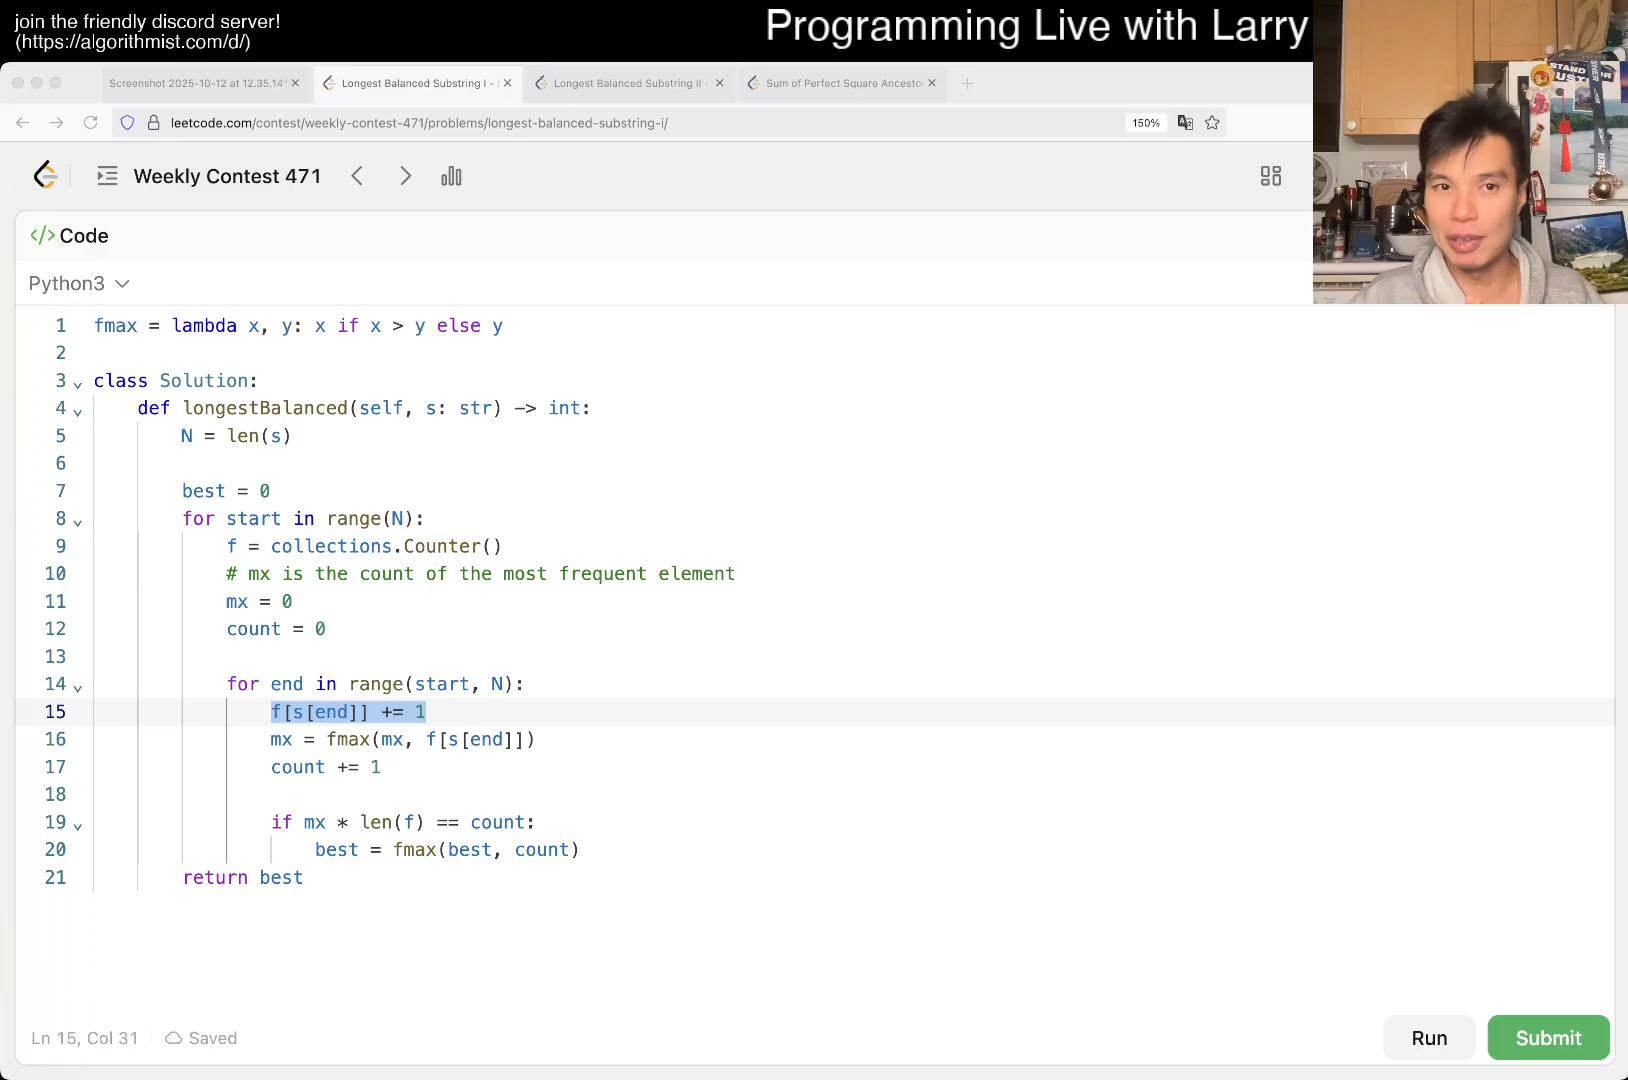 join the friendly discord server!
(https://algorithmist.com/d/)
Programming Live with Larry
Screenshot 2025-10-12 at 12.35.14
Longest Balanced Substring I -
Longest Balanced Substring II -
Sum of Perfect Square Ancesto
leetcode.com/contest/weekly-contest-471/problems/longest-balanced-substring-i/
150%
Weekly Contest 471
</> Code
Python3
1 fmax = lambda x, y: x if x > y else y
2
3 class Solution:
4 def longestBalanced(self, s: str) -> int:
5 N = len(s)
6
7 best = 0
8 for start in range(N):
9 f = collections.Counter()
10 # mx is the count of the most frequent element
11 mx = 0
12 count = 0
13
14 for end in range(start, N):
15 f[s[end]] += 1
16 mx = fmax(mx, f[s[end]])
17 count += 1
18
19 if mx * len(f) == count:
20 best = fmax(best, count)
21 return best
Ln 15, Col 31
Saved
Run
Submit